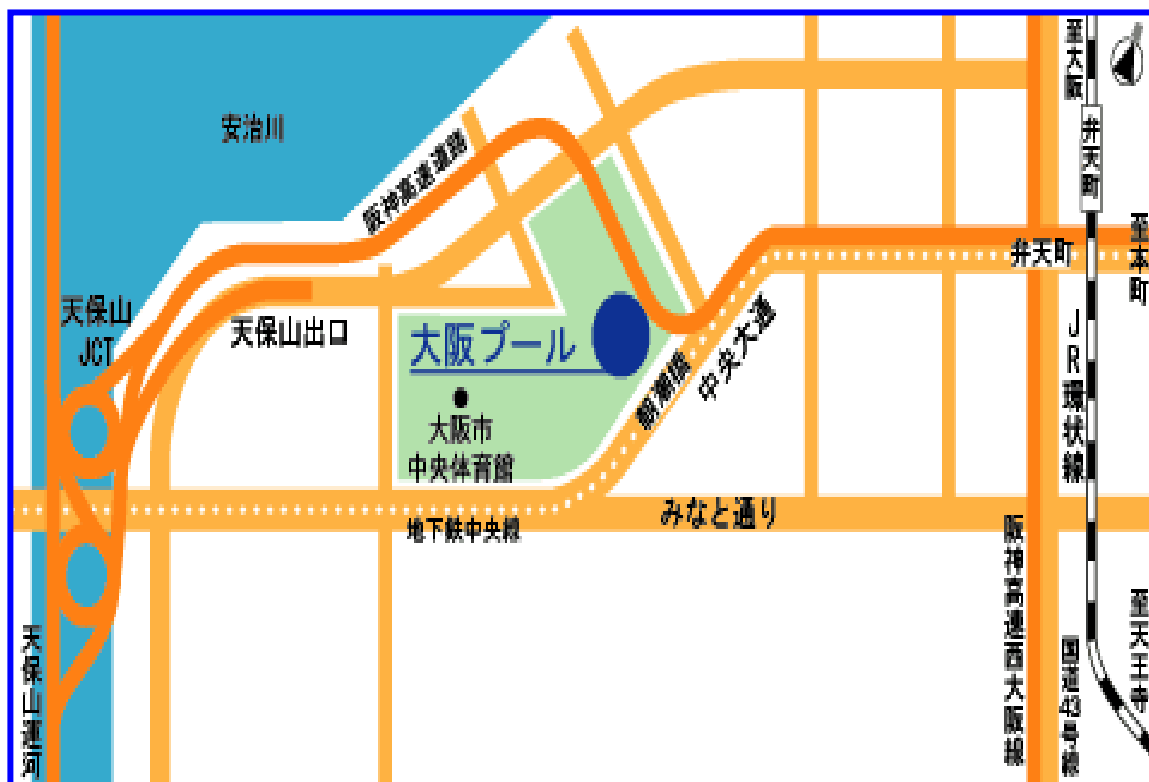 安治川
阪神高速道路
至大阪
弁天町
至本町
弁天町
天保山
JCT
天保山出口
大阪プール
大阪市
中央体育館
朝潮橋
中央大通
JR環状線
地下鉄中央線
みなと通り
天保山運河
阪神高速西大阪線
国道43号線
至天王寺